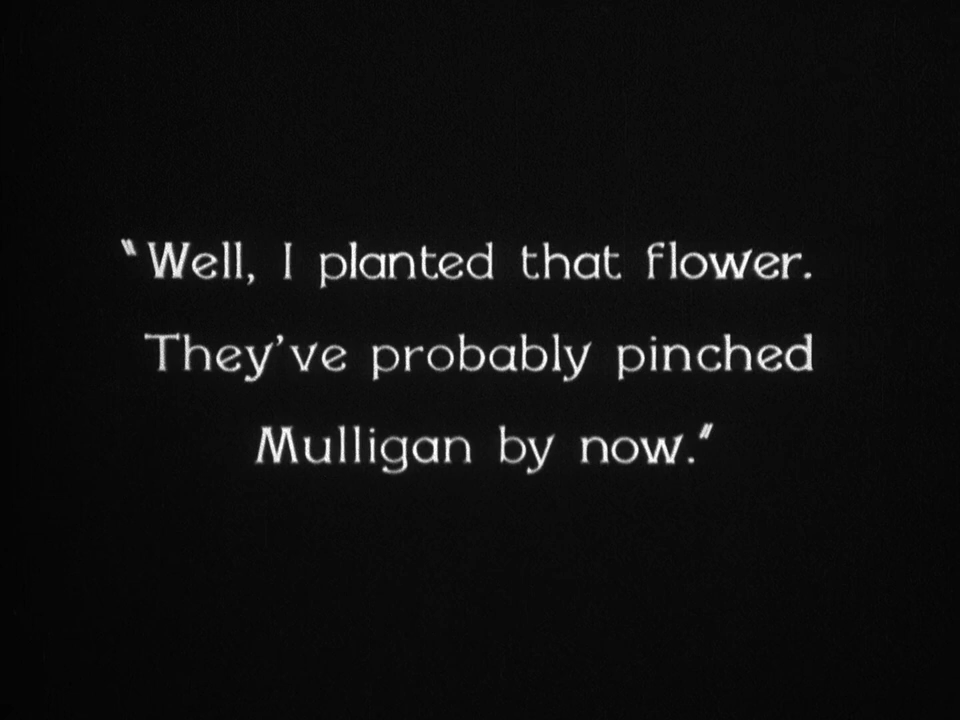 "Well, I planted that flower.
They've probably pinched
Mulligan by now."